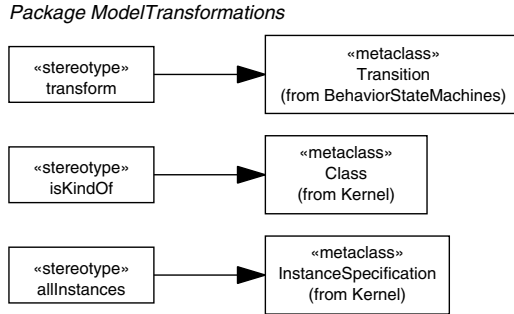 Package ModelTransformations
«stereotype»
transform
«metaclass»
Transition
(from BehaviorStateMachines)
«stereotype»
isKindOf
«metaclass»
Class
(from Kernel)
«stereotype»
allInstances
«metaclass»
InstanceSpecification
(from Kernel)